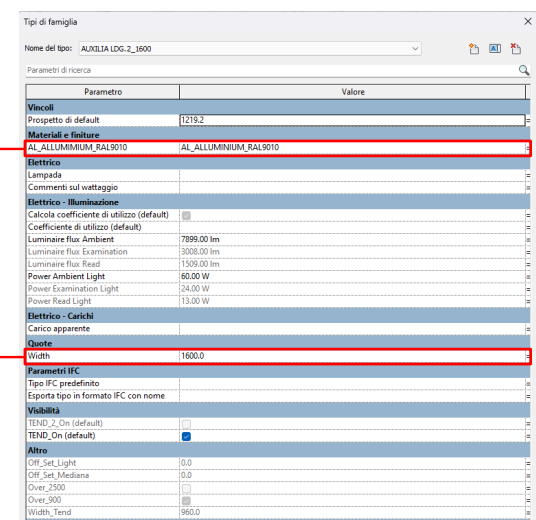 Tipi di famiglia
Nome del tipo: AUXILIA LDG.2_1600
Parametri di ricerca
Parametro Valore
Vincoli
Prospetto di default 1219.2 =
Materiali e finiture
AL_ALLUMIMIUM_RAL9010 AL_ALLUMINIUM_RAL9010 =
Elettrico
Lampada =
Commenti sul wattaggio =
Elettrico - Illuminazione
Calcola coefficiente di utilizzo (default) =
Coefficiente di utilizzo (default) =
Luminaire flux Ambient 7899.00 lm =
Luminaire flux Examination 3008.00 lm =
Luminaire flux Read 1509.00 lm =
Power Ambient Light 60.00 W =
Power Examination Light 24.00 W =
Power Read Light 13.00 W =
Elettrico - Carichi
Carico apparente =
Quote
Width 1600.0 =
Parametri IFC
Tipo IFC predefinito =
Esporta tipo in formato IFC con nome =
Visibilità
TEND_2_On (default) =
TEND_On (default) =
Altro
Off_Set_Light 0.0 =
Off_Set_Mediana 0.0 =
Over_2500 =
Over_900 =
Width_Tend 960.0 =